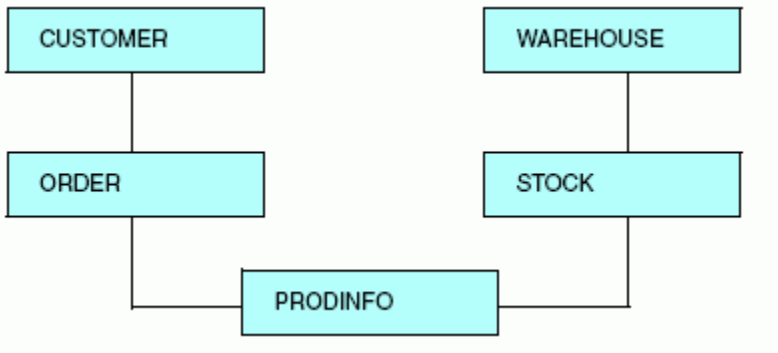 CUSTOMER
WAREHOUSE
ORDER
STOCK
PRODINFO